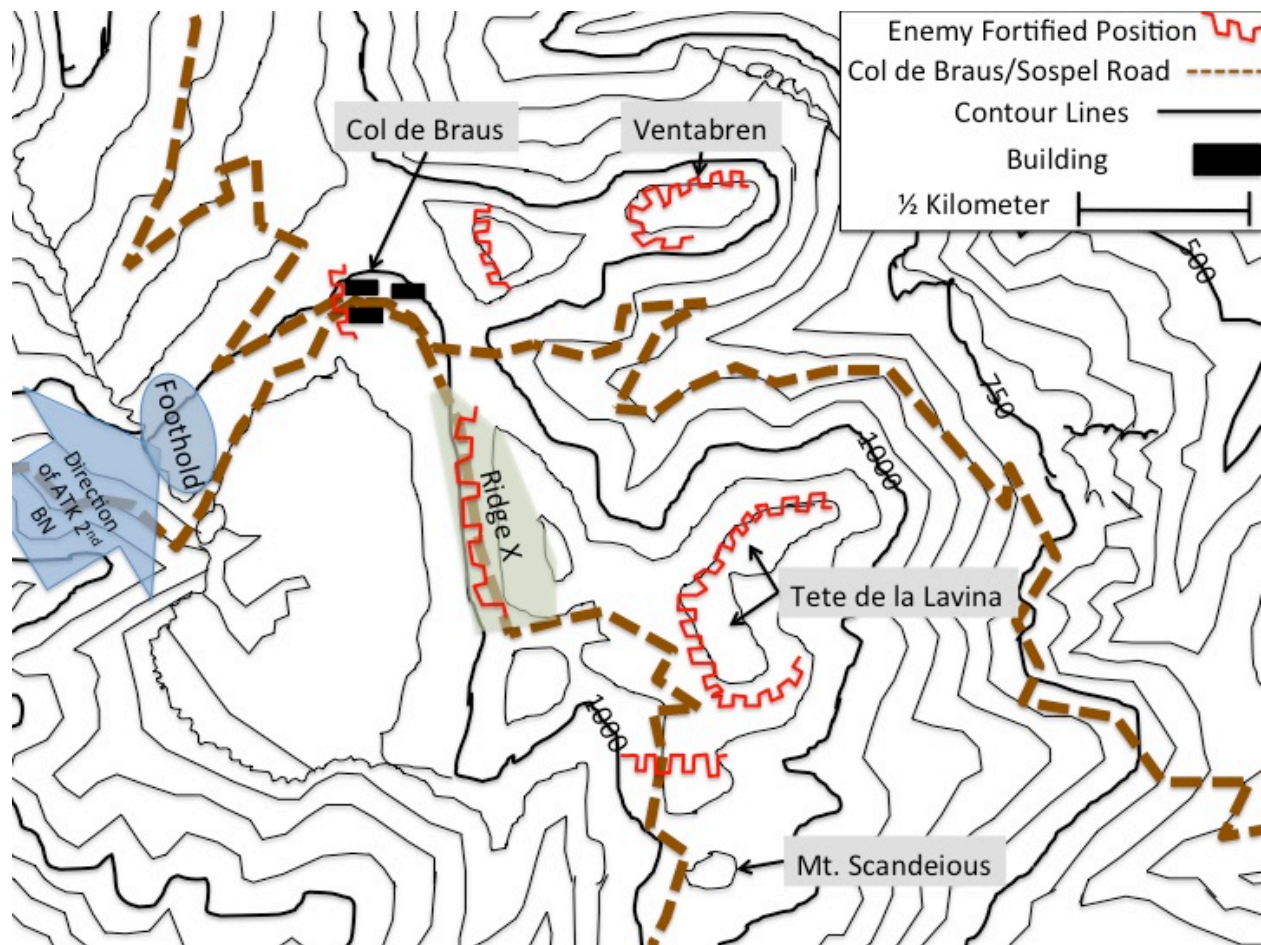 Enemy Fortified Position
Col de Braus/Sospel Road
Contour Lines
Building
½ Kilometer
Col de Braus
Ventabren
500
750
1000
Foothold
Direction
of ATK 2nd
BN
Ridge X
Tete de la Lavina
1000
Mt. Scandeious